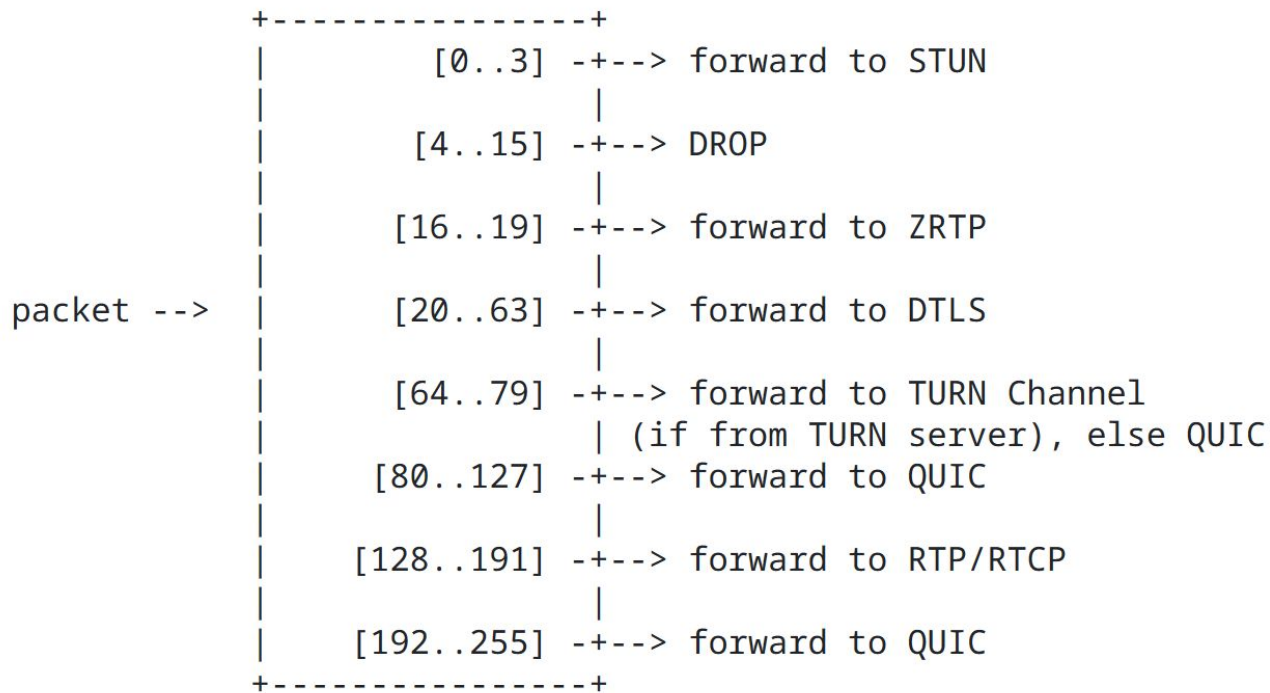 +----------------+
|        [0..3] -+--> forward to STUN
|                |
|       [4..15] -+--> DROP
|                |
|      [16..19] -+--> forward to ZRTP
|                |
packet -->  |      [20..63] -+--> forward to DTLS
|                |
|      [64..79] -+--> forward to TURN Channel
|                | (if from TURN server), else QUIC
|     [80..127] -+--> forward to QUIC
|                |
|    [128..191] -+--> forward to RTP/RTCP
|                |
|    [192..255] -+--> forward to QUIC
+----------------+